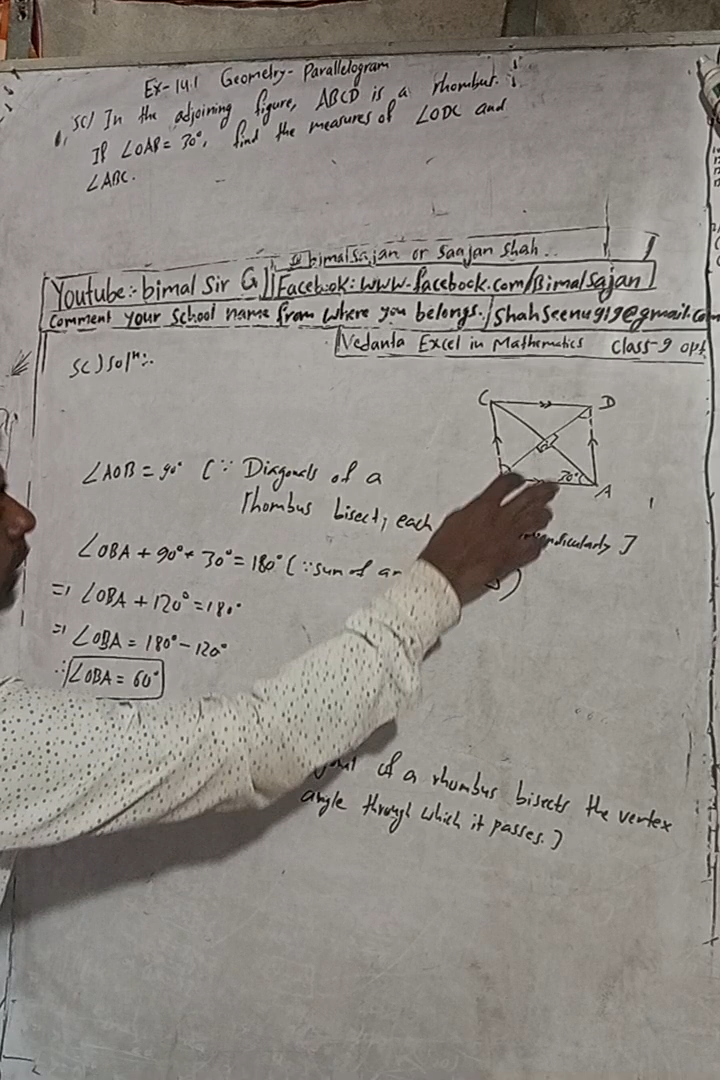 Ex-14.1 Geometry- Parallelogram
5c) In the adjoining figure, ABCD is a rhombus.
If ∠OAB = 30°, find the measures of ∠ODC and
∠ABC.
@bimalsajan or Saajan Shah..
Youtube:- bimal Sir G || Facebook: www.facebook.com/Bimalsajan
Comment your School name from where you belongs./shahseenu919@gmail.com
Vedanta Excel in Mathematics Class-9 opt.
5c) Solⁿ:-
C D
30° A
∠AOB = 90° (∵ Diagonals of a
rhombus bisect, each
∠OBA + 90° + 30° = 180° (∵ sum of
=) ∠OBA + 120° = 180°
=) ∠OBA = 180° - 120°
∴ ∠OBA = 60°
of a rhombus bisects the vertex
angle through which it passes.)